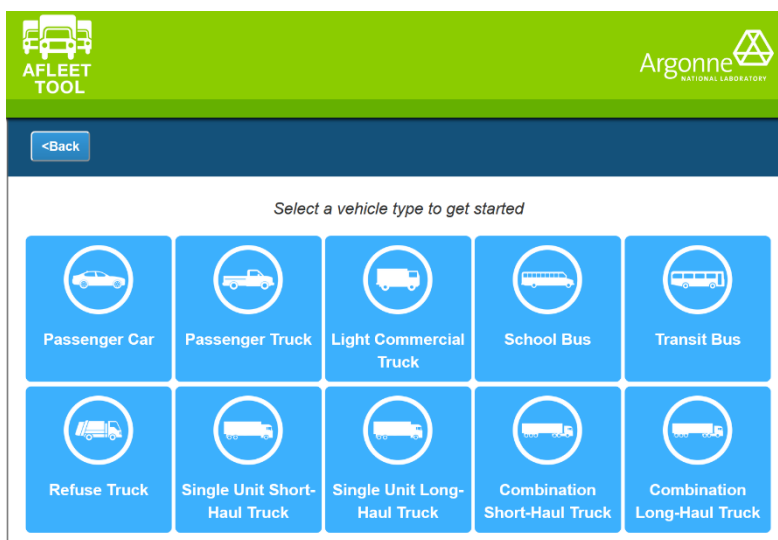 AFLEET
TOOL
Argonne
NATIONAL LABORATORY
<Back
Select a vehicle type to get started
Passenger Car
Passenger Truck
Light Commercial
Truck
School Bus
Transit Bus
Refuse Truck
Single Unit Short-
Haul Truck
Single Unit Long-
Haul Truck
Combination
Short-Haul Truck
Combination
Long-Haul Truck